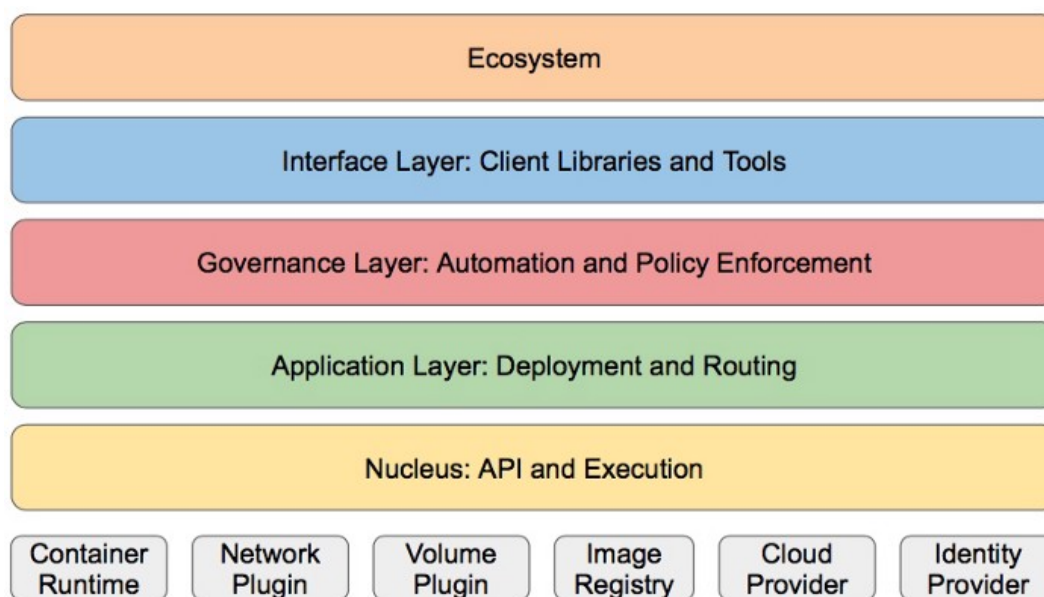 Ecosystem
Interface Layer: Client Libraries and Tools
Governance Layer: Automation and Policy Enforcement
Application Layer: Deployment and Routing
Nucleus: API and Execution
Container
Runtime
Network
Plugin
Volume
Plugin
Image
Registry
Cloud
Provider
Identity
Provider